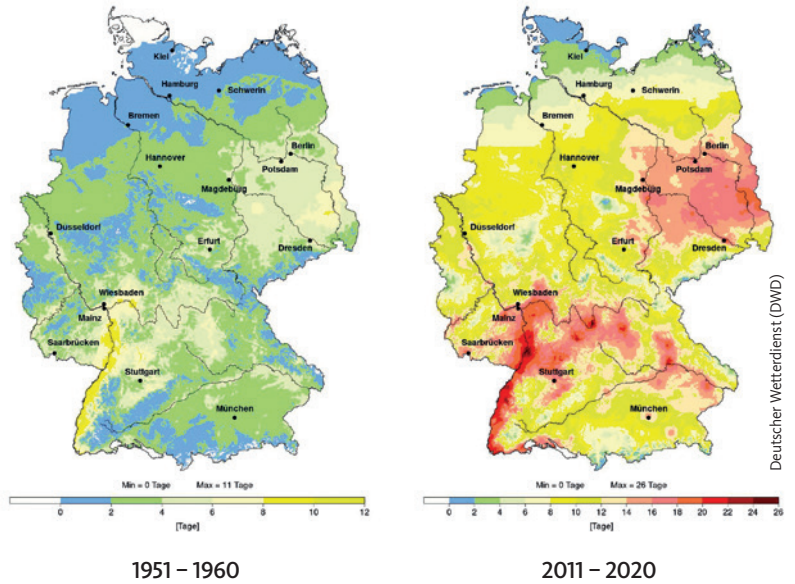 Kiel
Hamburg
Schwerin
Bremen
Berlin
Hannover
Potsdam
Magdeburg
Düsseldorf
Erfurt
Dresden
Wiesbaden
Mainz
Saarbrücken
Stuttgart
München
Min = 0 Tage Max = 11 Tage
0 2 4 6 8 10 12
[Tage]
1951 – 1960
Kiel
Hamburg
Schwerin
Bremen
Berlin
Hannover
Potsdam
Magdeburg
Düsseldorf
Erfurt
Dresden
Wiesbaden
Mainz
Saarbrücken
Stuttgart
München
Min = 0 Tage Max = 26 Tage
0 2 4 6 8 10 12 14 16 18 20 22 24 26
[Tage]
2011 – 2020
Deutscher Wetterdienst (DWD)